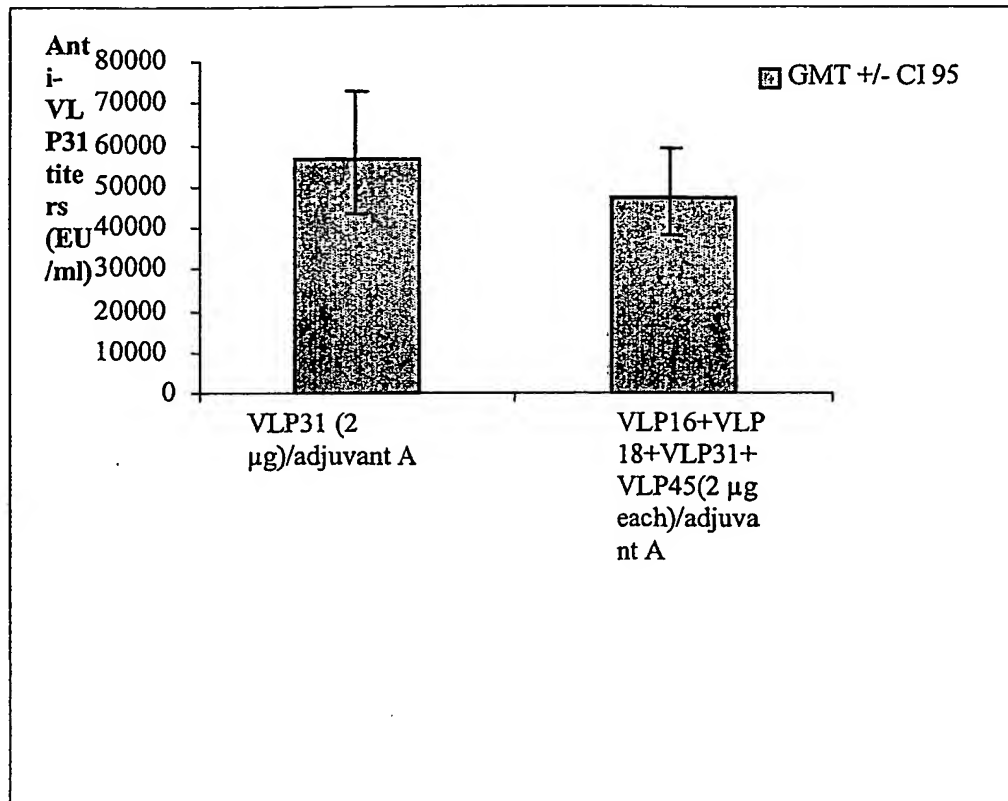 Ant
i-
VL
P31
tite
rs
(EU
/ml)
80000
70000
60000
50000
40000
30000
20000
10000
0
GMT +/- CI 95
VLP31 (2
µg)/adjuvant A
VLP16+VLP
18+VLP31+
VLP45(2 µg
each)/adjuva
nt A